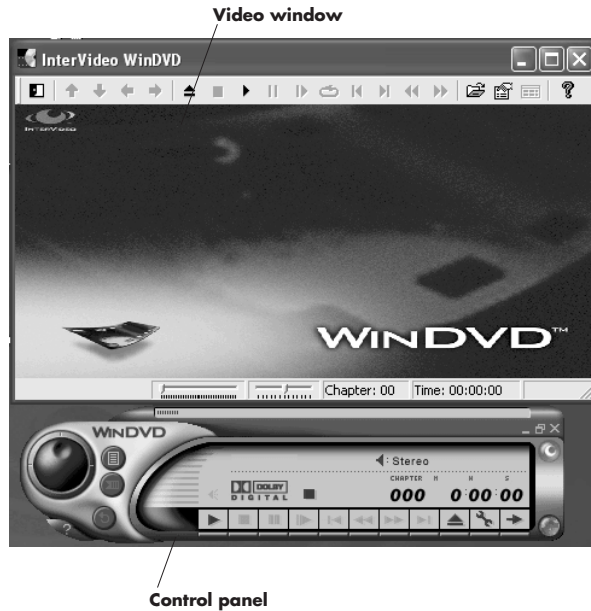 Video window
InterVideo WinDVD
INTERVIDEO
WINDVD™
Chapter: 00
Time: 00:00:00
WINDVD
Stereo
DOLBY
DIGITAL
CHAPTER H M S
000 0:00:00
?
Control panel